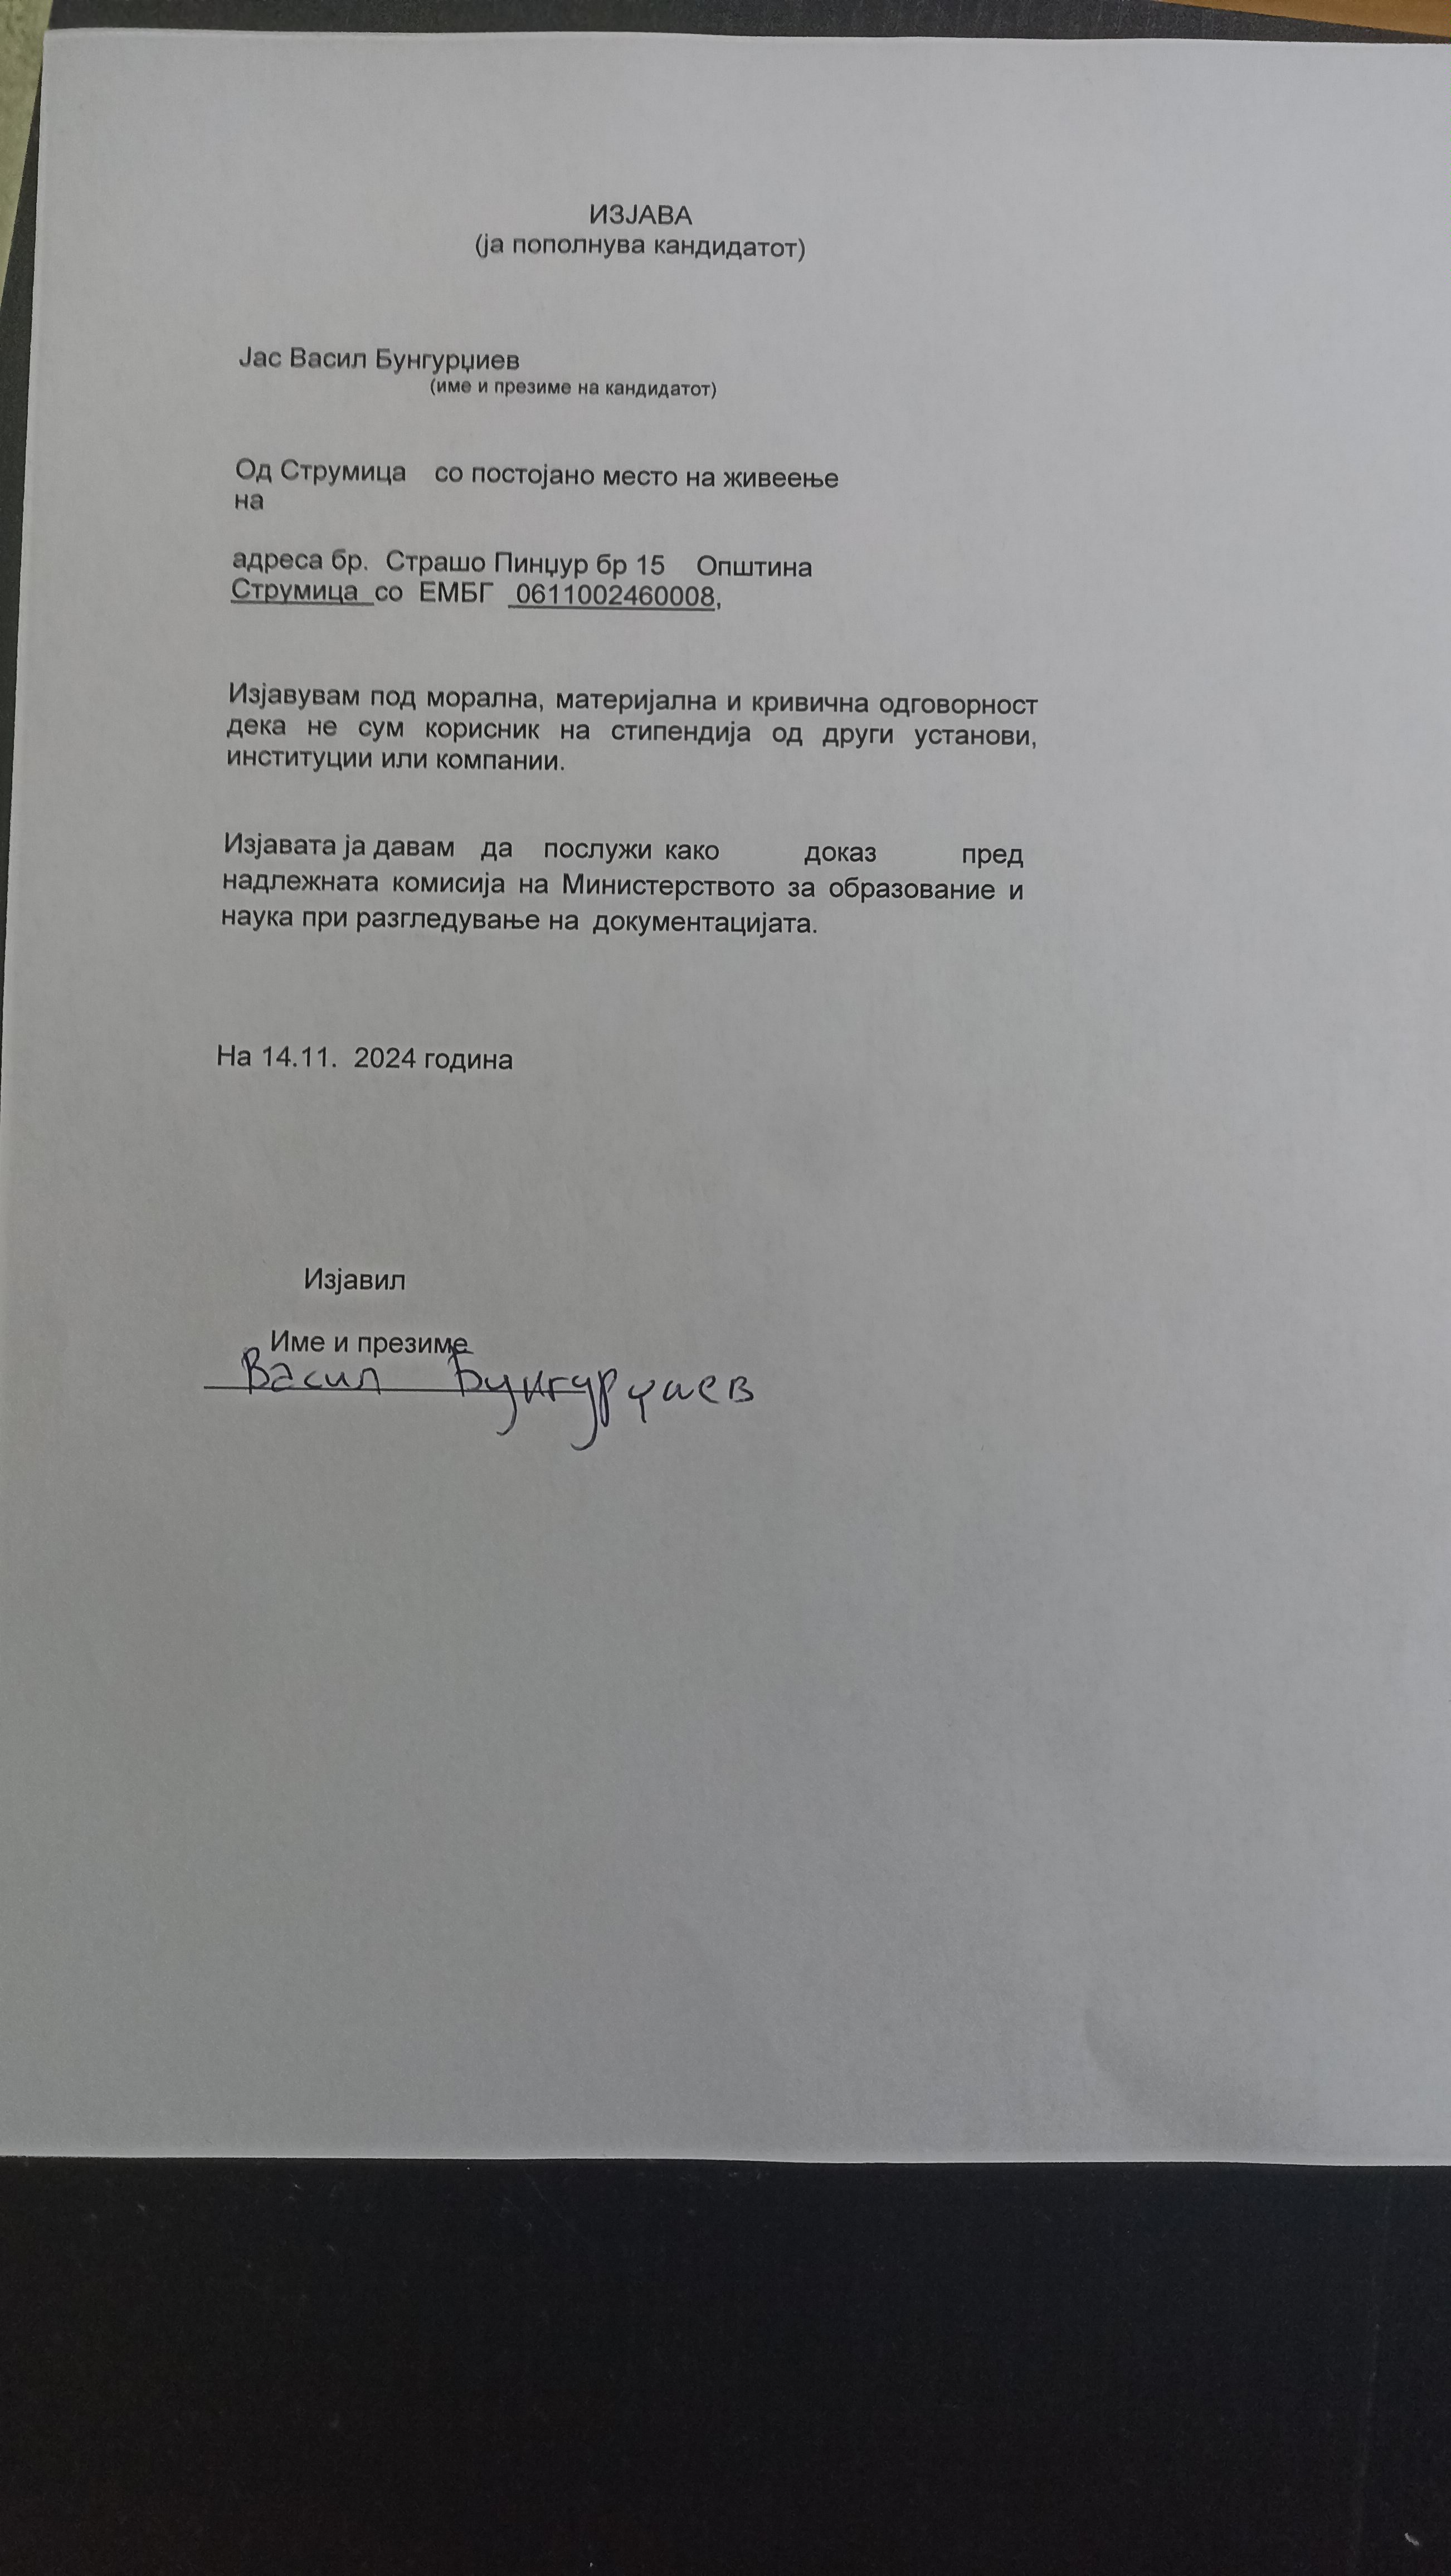 ИЗЈАВА
(ја пополнува кандидатот)
Јас Васил Бунгурџиев
(име и презиме на кандидатот)
Од Струмица со постојано место на живеење
на
адреса бр. Страшо Пинџур бр 15 Општина
Струмица со ЕМБГ 0611002460008,
Изјавувам под морална, материјална и кривична одговорност
дека не сум корисник на стипендија од други установи,
институции или компании.
Изјавата ја давам да послужи како доказ пред
надлежната комисија на Министерството за образование и
наука при разгледување на документацијата.
На 14.11. 2024 година
Изјавил
Име и презиме
Васил Бунгурџиев